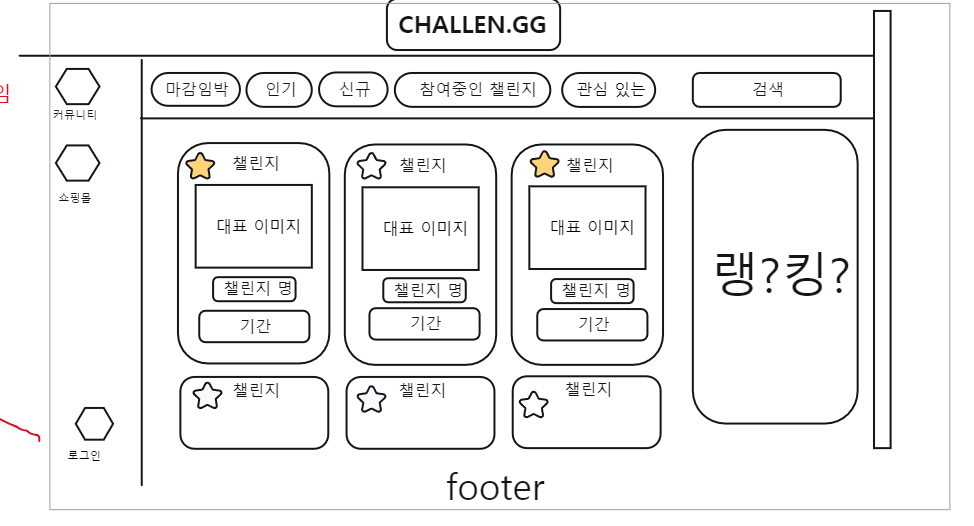 CHALLEN.GG
임
커뮤니티
쇼핑몰
로그인
마감임박 인기 신규 참여중인 챌린지 관심 있는 검색
챌린지 챌린지 챌린지
대표 이미지 대표 이미지 대표 이미지
챌린지 명 챌린지 명 챌린지 명
기간 기간 기간
랭?킹?
챌린지 챌린지 챌린지
footer